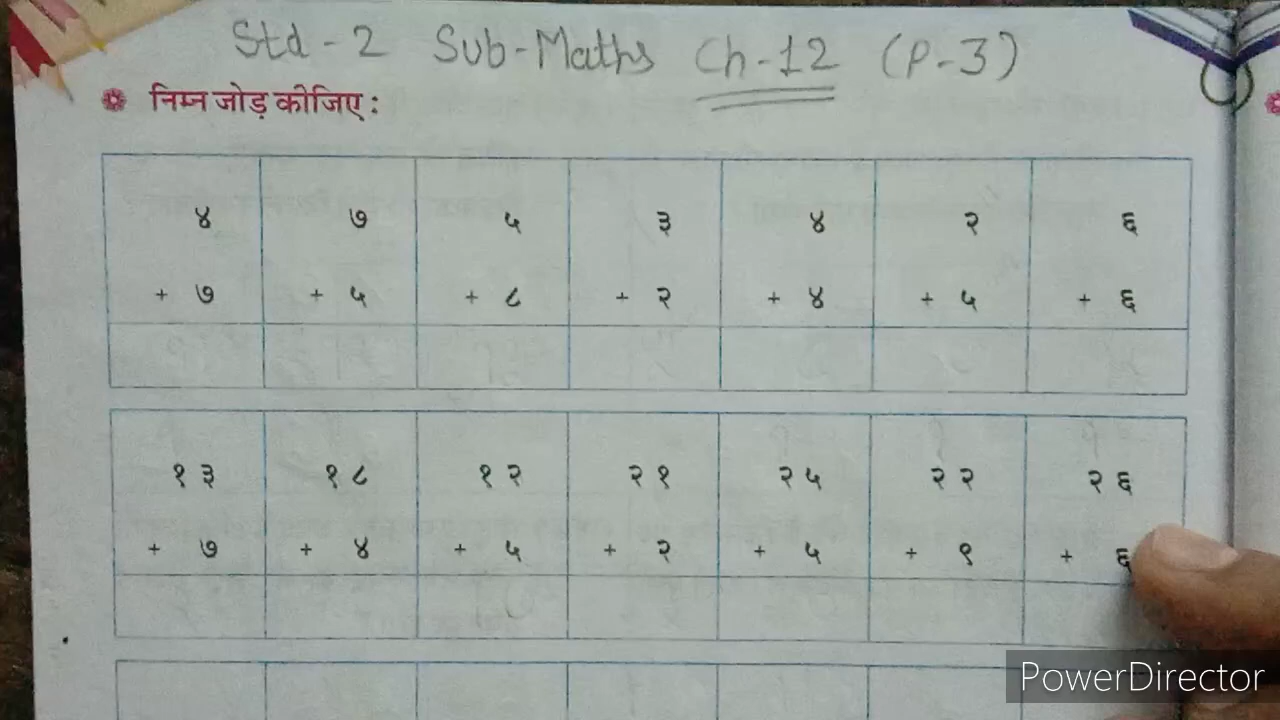 Std - 2 Sub-Maths Ch-12 (P-3)
निम्न जोड़ कीजिए :
४ ७ ५ ३ ४ २ ६
+ ७ + ५ + ८ + २ + ४ + ५ + ६
१३ १८ १२ २१ २५ २२ २६
+ ७ + ४ + ५ + २ + ५ + ९ + ६
PowerDirector